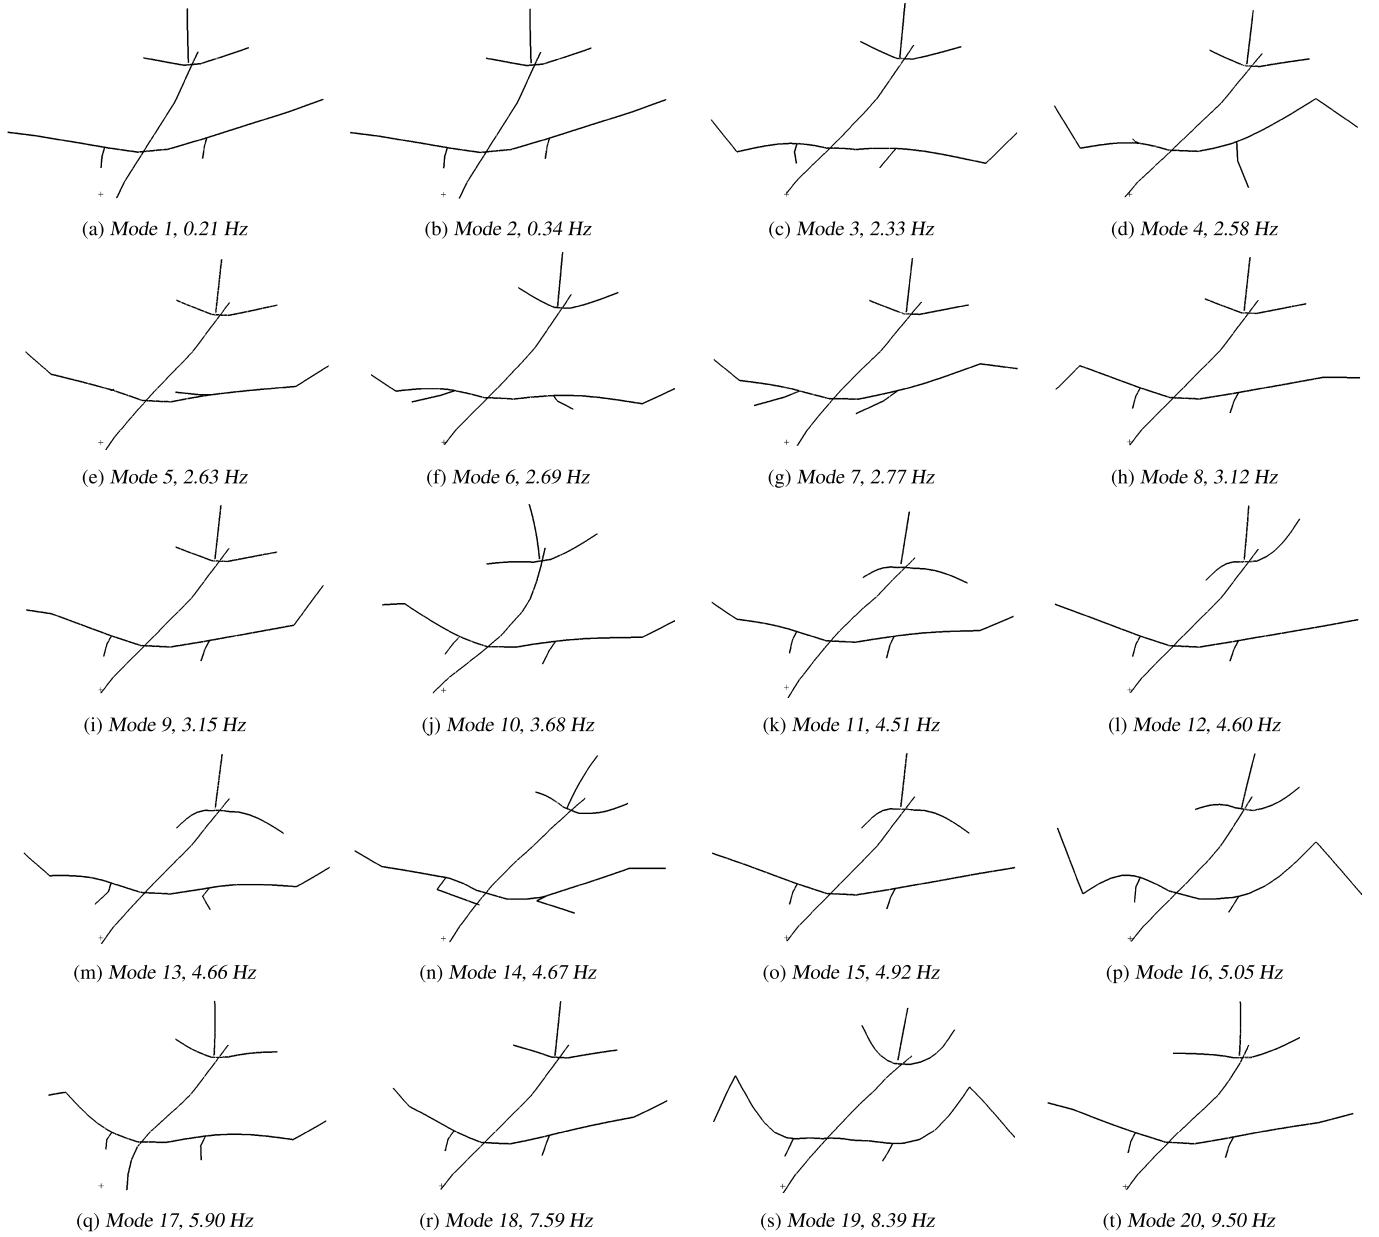 (a) Mode 1, 0.21 Hz
(b) Mode 2, 0.34 Hz
(c) Mode 3, 2.33 Hz
(d) Mode 4, 2.58 Hz
(e) Mode 5, 2.63 Hz
(f) Mode 6, 2.69 Hz
(g) Mode 7, 2.77 Hz
(h) Mode 8, 3.12 Hz
(i) Mode 9, 3.15 Hz
(j) Mode 10, 3.68 Hz
(k) Mode 11, 4.51 Hz
(l) Mode 12, 4.60 Hz
(m) Mode 13, 4.66 Hz
(n) Mode 14, 4.67 Hz
(o) Mode 15, 4.92 Hz
(p) Mode 16, 5.05 Hz
(q) Mode 17, 5.90 Hz
(r) Mode 18, 7.59 Hz
(s) Mode 19, 8.39 Hz
(t) Mode 20, 9.50 Hz